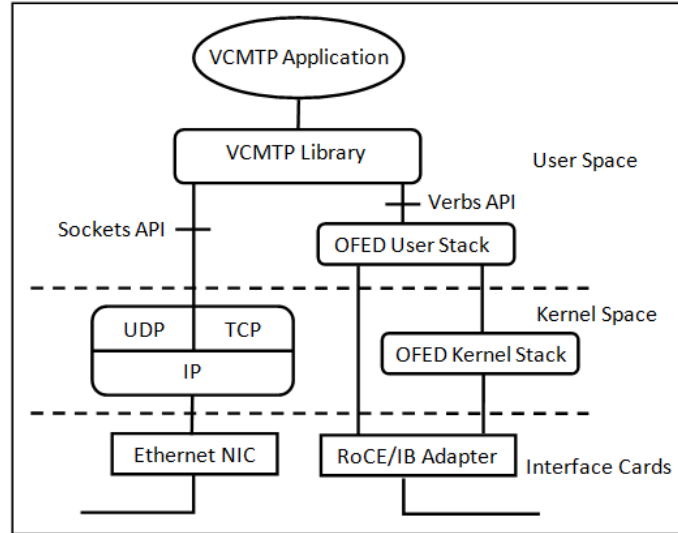 VCMTP Application
VCMTP Library
User Space
Verbs API
Sockets API
OFED User Stack
Kernel Space
UDP TCP
OFED Kernel Stack
IP
Ethernet NIC
RoCE/IB Adapter
Interface Cards